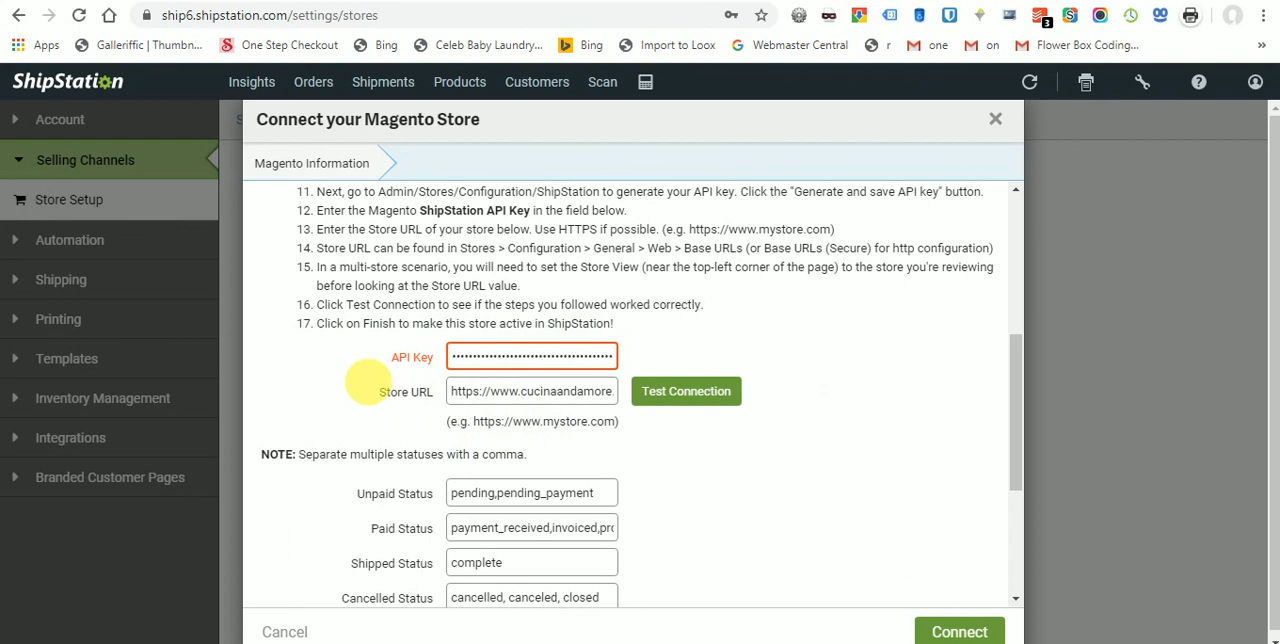 ship6.shipstation.com/settings/stores
3
Apps
Galleriffic | Thumbn...
One Step Checkout
Bing
Celeb Baby Laundry,...
Bing
Import to Loox
Webmaster Central
r
one
on
Flower Box Coding,...
»
ShipStation
Insights
Orders
Shipments
Products
Customers
Scan
Account
Selling Channels
Store Setup
Automation
Shipping
Printing
Templates
Inventory Management
Integrations
Branded Customer Pages
Connect your Magento Store
Magento Information
11. Next, go to Admin/Stores/Configuration/ShipStation to generate your API key. Click the "Generate and save API key" button.
12. Enter the Magento ShipStation API Key in the field below.
13. Enter the Store URL of your store below. Use HTTPS if possible. (e.g. https://www.mystore.com)
14. Store URL can be found in Stores > Configuration > General > Web > Base URLs (or Base URLs (Secure) for http configuration)
15. In a multi-store scenario, you will need to set the Store View (near the top-left corner of the page) to the store you're reviewing
before looking at the Store URL value.
16. Click Test Connection to see if the steps you followed worked correctly.
17. Click on Finish to make this store active in ShipStation!
API Key
Store URL https://www.cucinaandamore. Test Connection
(e.g. https://www.mystore.com)
NOTE: Separate multiple statuses with a comma.
Unpaid Status pending,pending_payment
Paid Status payment_received,invoiced,pro
Shipped Status complete
Cancelled Status cancelled, canceled, closed
Cancel
Connect